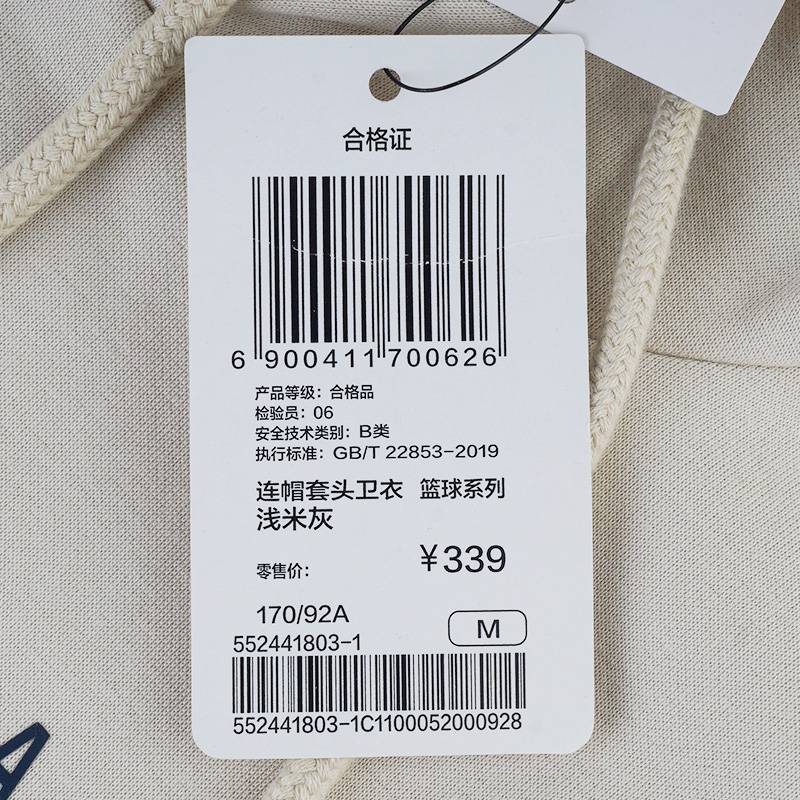 合格证
6 900411 700626
产品等级：合格品
检验员：06
安全技术类别：B类
执行标准：GB/T 22853-2019
连帽套头卫衣 篮球系列
浅米灰
零售价： ¥339
170/92A
M
552441803-1
552441803-1C1100052000928